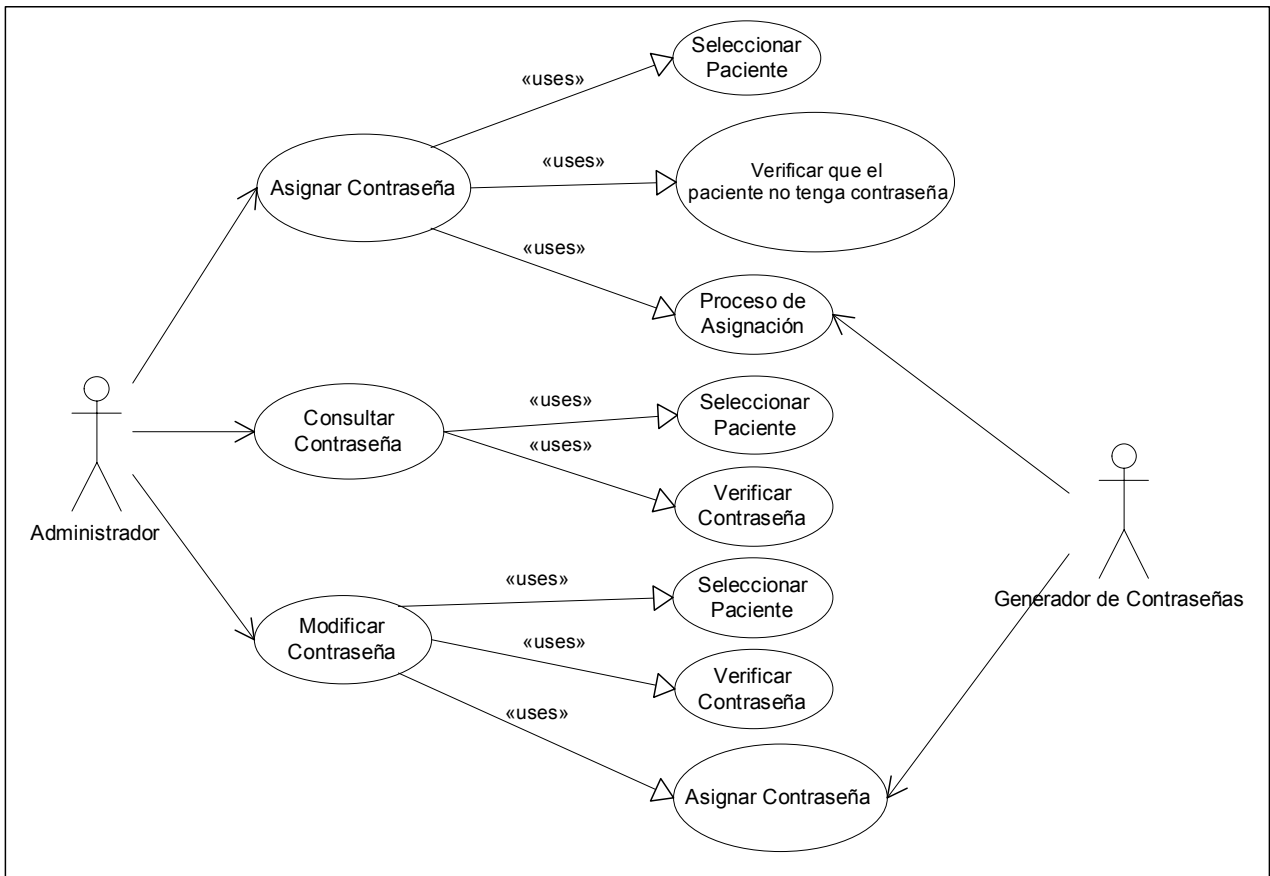 Seleccionar
Paciente
«uses»
Asignar Contraseña
«uses»
Verificar que el
paciente no tenga contraseña
«uses»
Proceso de
Asignación
Administrador
Consultar
Contraseña
«uses»
Seleccionar
Paciente
«uses»
Verificar
Contraseña
Generador de Contraseñas
Modificar
Contraseña
«uses»
Seleccionar
Paciente
«uses»
Verificar
Contraseña
«uses»
Asignar Contraseña